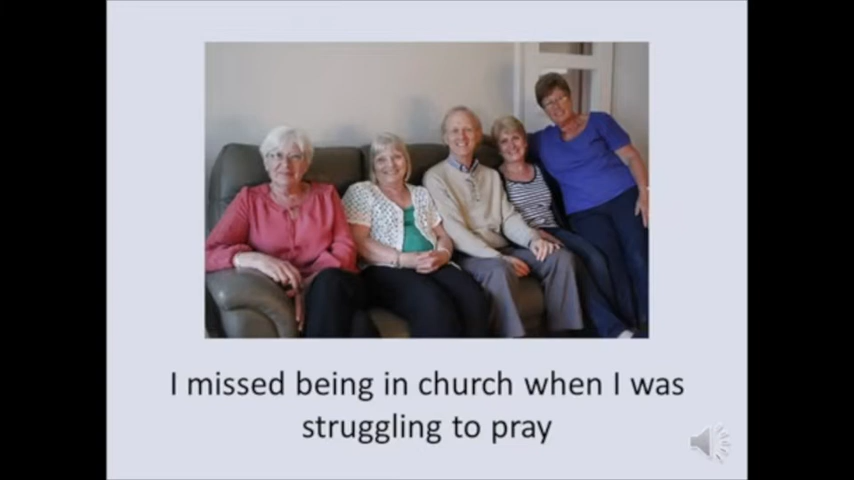 I missed being in church when I was
struggling to pray